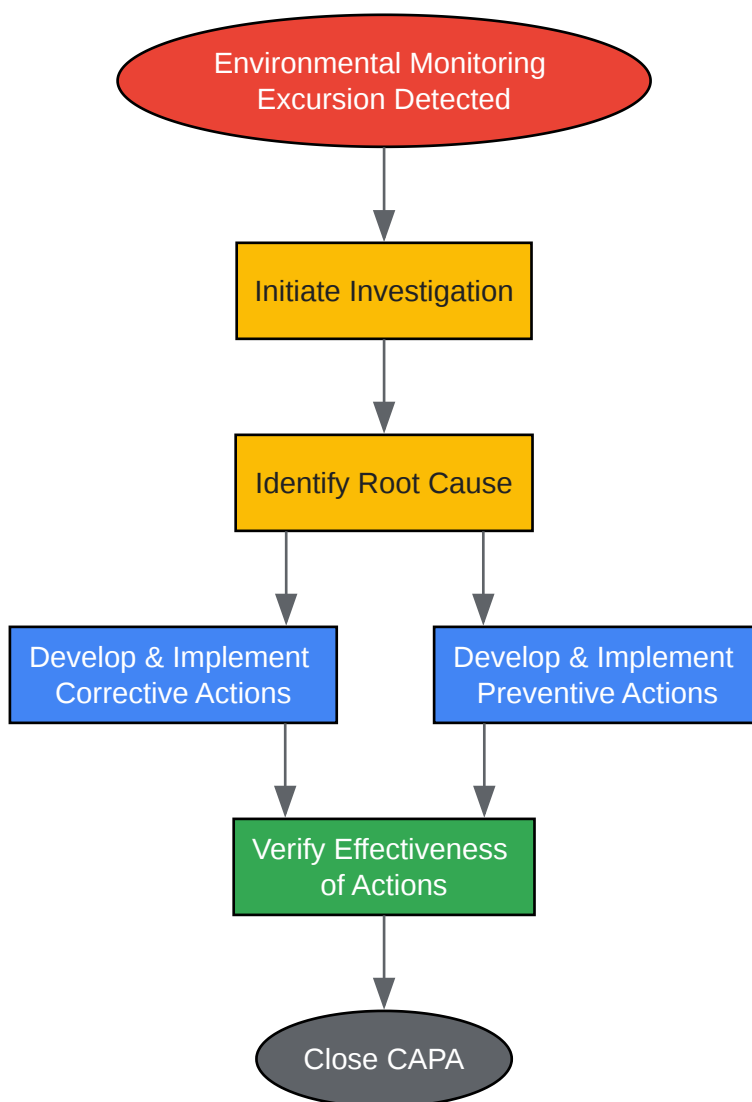 Environmental Monitoring
Excursion Detected
Initiate Investigation
Identify Root Cause
Develop & Implement
Corrective Actions
Develop & Implement
Preventive Actions
Verify Effectiveness
of Actions
Close CAPA